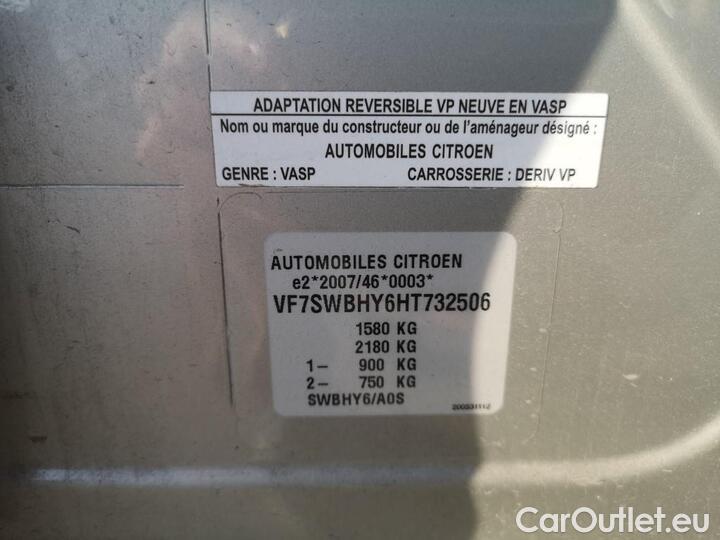 ADAPTATION REVERSIBLE VP NEUVE EN VASP
Nom ou marque du constructeur ou de l'aménageur désigné :
AUTOMOBILES CITROEN
GENRE : VASP CARROSSERIE : DERIV VP
AUTOMOBILES CITROEN
e2*2007/46*0003*
VF7SWBHY6HT732506
1580 KG
2180 KG
1- 900 KG
2- 750 KG
SWBHY6/A0S
CarOutlet.eu